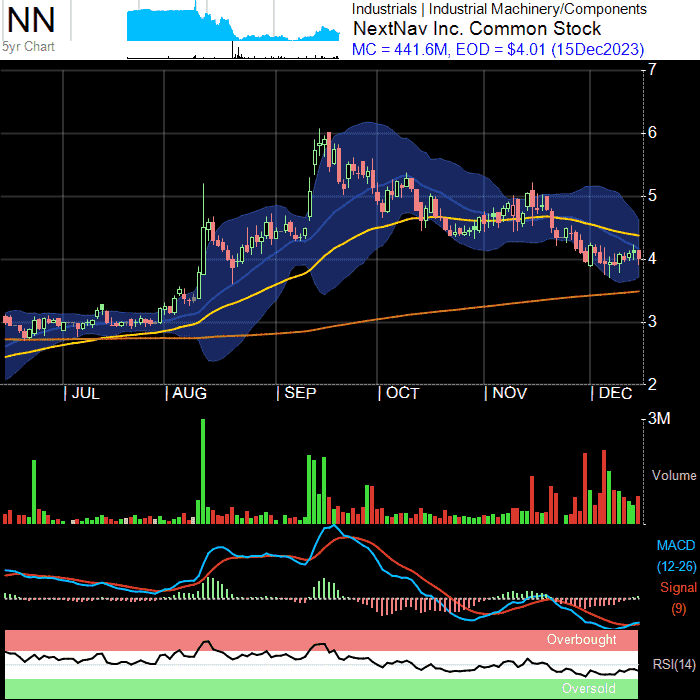 NN
5yr Chart
Industrials | Industrial Machinery/Components
NextNav Inc. Common Stock
MC = 441.6M, EOD = $4.01 (15Dec2023)
7
6
5
4
3
2
| JUL | AUG | SEP | OCT | NOV | DEC
3M
Volume
MACD
(12-26)
Signal
(9)
Overbought
RSI(14)
Oversold